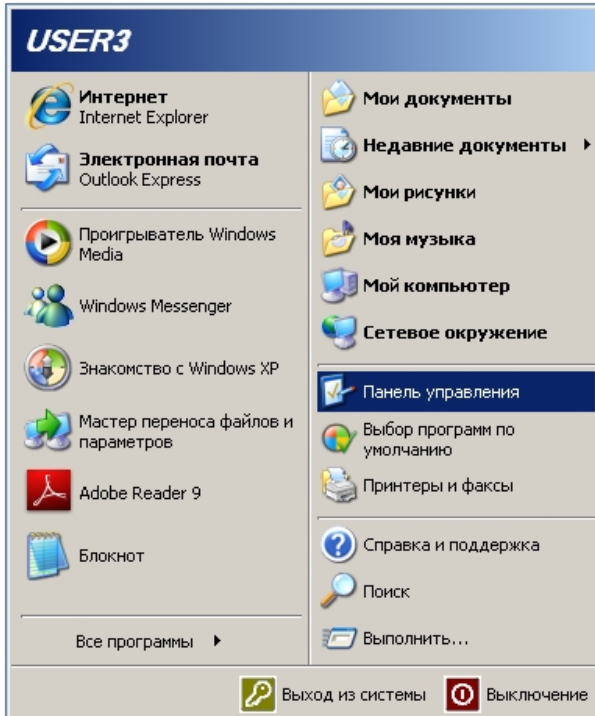 USER3
Интернет
Internet Explorer
Электронная почта
Outlook Express
Проигрыватель Windows
Media
Windows Messenger
Знакомство с Windows XP
Мастер переноса файлов и
параметров
Adobe Reader 9
Блокнот
Все программы
Мои документы
Недавние документы
Мои рисунки
Моя музыка
Мой компьютер
Сетевое окружение
Панель управления
Выбор программ по
умолчанию
Принтеры и факсы
Справка и поддержка
Поиск
Выполнить...
Выход из системы
Выключение